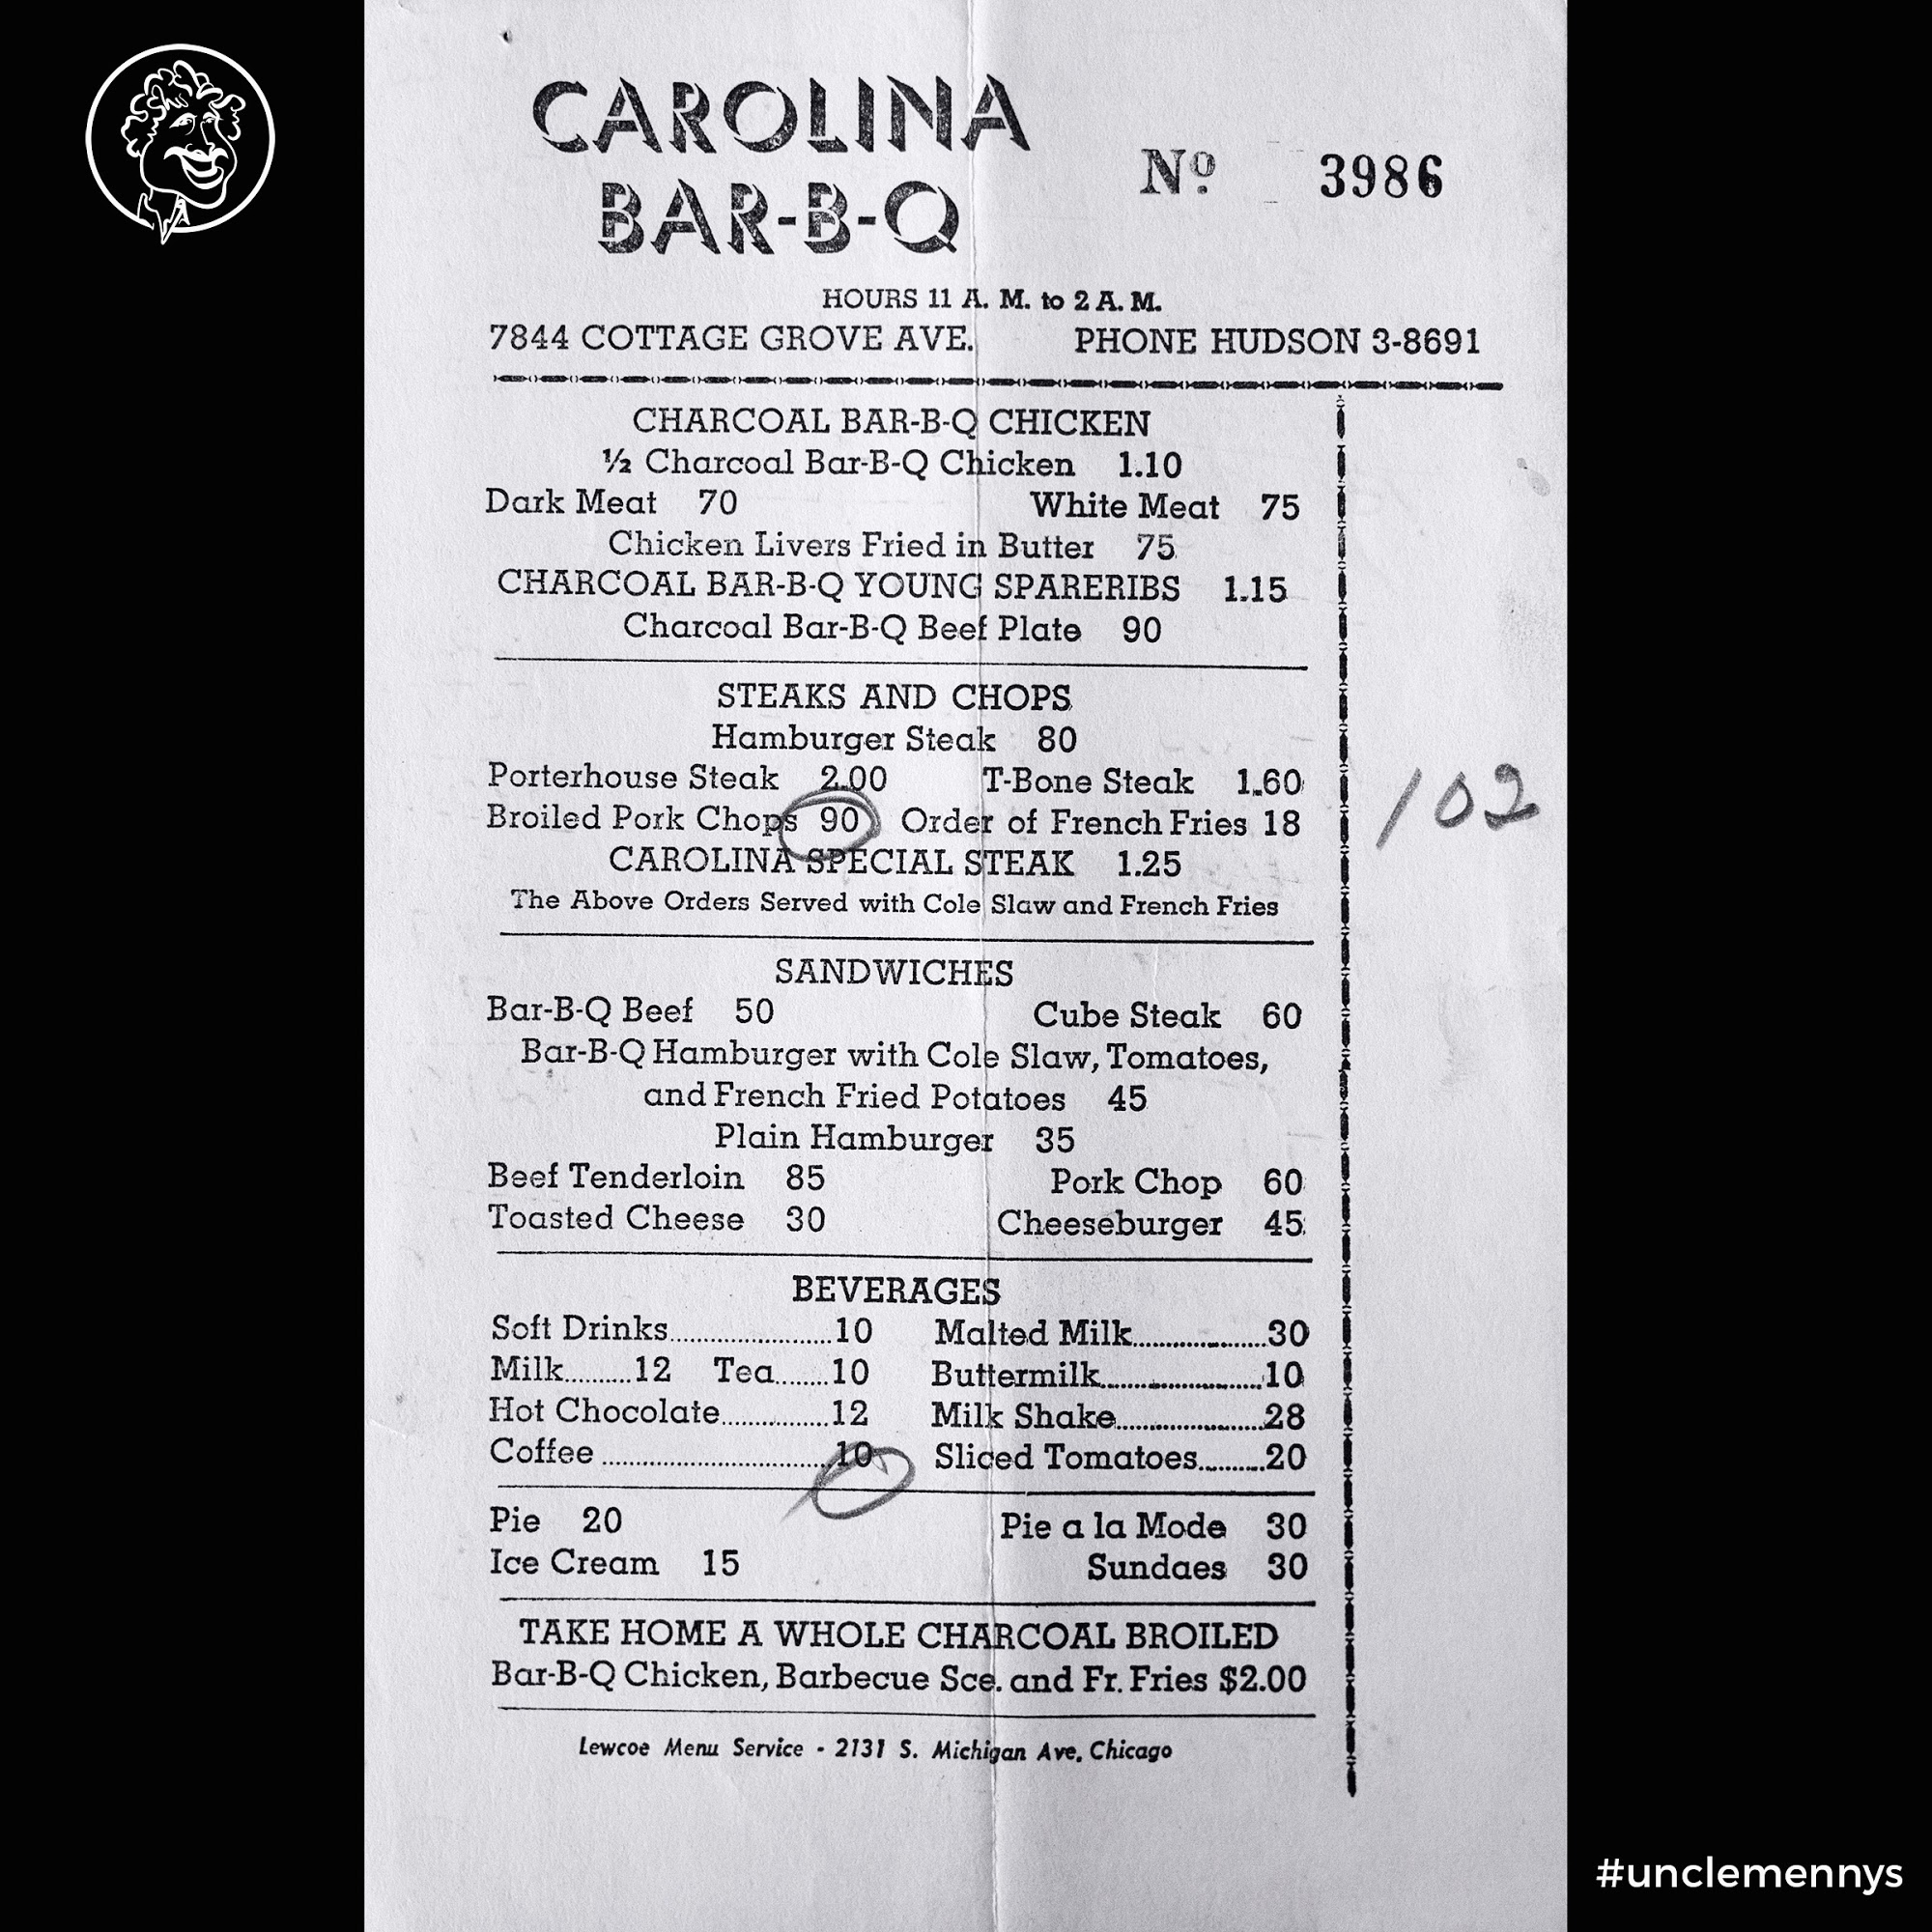 CAROLINA
BAR-B-Q
Nº. 3986
HOURS 11 A. M. to 2 A. M.
7844 COTTAGE GROVE AVE. PHONE HUDSON 3-8691
CHARCOAL BAR-B-Q CHICKEN
½ Charcoal Bar-B-Q Chicken 1.10
Dark Meat 70 White Meat 75
Chicken Livers Fried in Butter 75
CHARCOAL BAR-B-Q YOUNG SPARERIBS 1.15
Charcoal Bar-B-Q Beef Plate 90
STEAKS AND CHOPS
Hamburger Steak 80
Porterhouse Steak 2.00 T-Bone Steak 1.60
Broiled Pork Chops 90 Order of French Fries 18
102
CAROLINA SPECIAL STEAK 1.25
The Above Orders Served with Cole Slaw and French Fries
SANDWICHES
Bar-B-Q Beef 50 Cube Steak 60
Bar-B-Q Hamburger with Cole Slaw, Tomatoes,
and French Fried Potatoes 45
Plain Hamburger 35
Beef Tenderloin 85 Pork Chop 60
Toasted Cheese 30 Cheeseburger 45
BEVERAGES
Soft Drinks........................10 Malted Milk....................30
Milk..........12 Tea........10 Buttermilk........................10
Hot Chocolate................12 Milk Shake......................28
Coffee..................................10 Sliced Tomatoes..........20
Pie 20 Pie a la Mode 30
Ice Cream 15 Sundaes 30
TAKE HOME A WHOLE CHARCOAL BROILED
Bar-B-Q Chicken, Barbecue Sce. and Fr. Fries $2.00
Lewcoe Menu Service - 2131 S. Michigan Ave. Chicago
#unclemennys